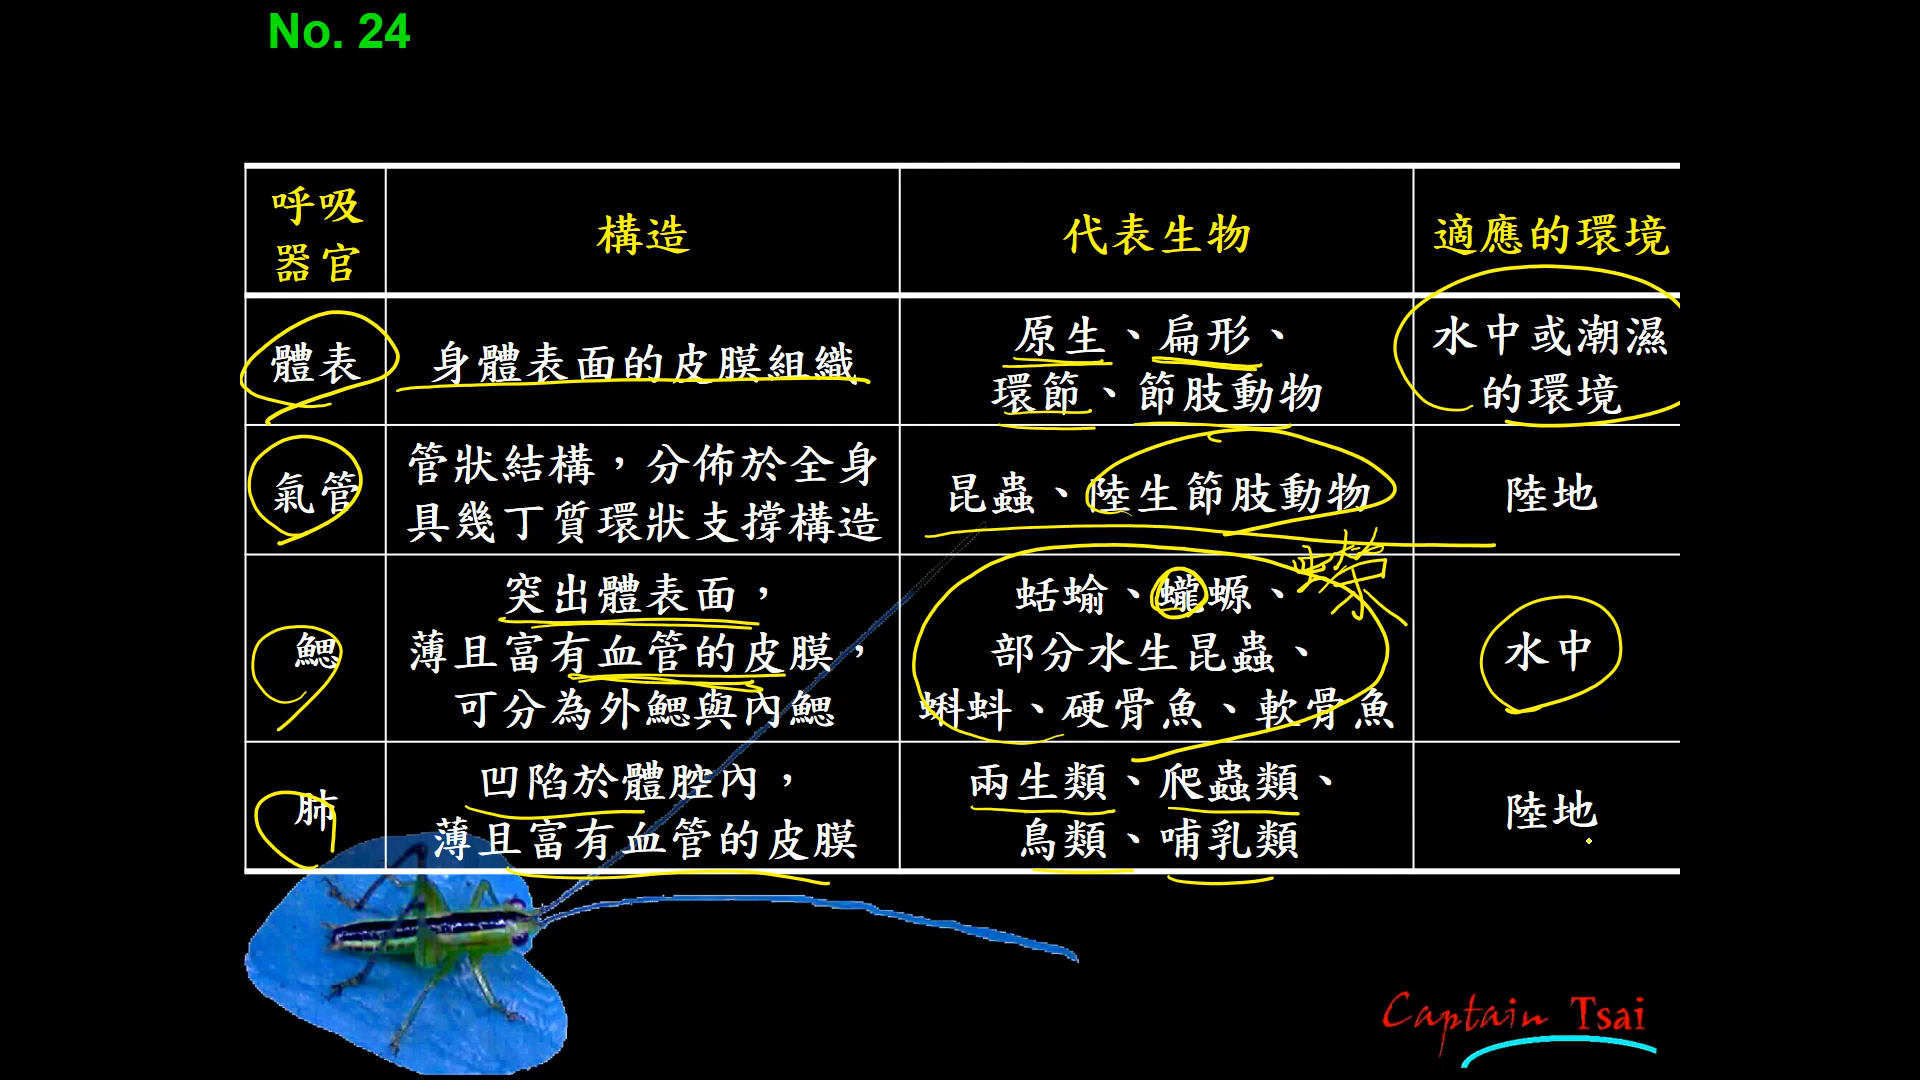 No. 24
呼吸
器官
構造
代表生物
適應的環境
體表
身體表面的皮膜組織
原生、扁形、
環節、節肢動物
水中或潮濕
的環境
氣管
管狀結構，分佈於全身
具幾丁質環狀支撐構造
昆蟲、陸生節肢動物
陸地
鰓
突出體表面，
薄且富有血管的皮膜，
可分為外鰓與內鰓
蛞蝓、蠑螈、
部分水生昆蟲、
蝌蚪、硬骨魚、軟骨魚
水中
肺
凹陷於體腔內，
薄且富有血管的皮膜
兩生類、爬蟲類、
鳥類、哺乳類
陸地
Captain Tsai